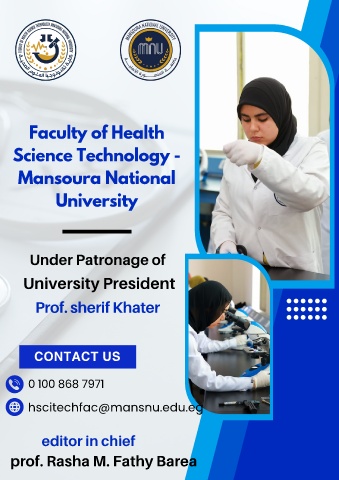 MNU
Faculty of Health
Science Technology -
Mansoura National
University
Under Patronage of
University President
Prof. sherif Khater
CONTACT US
0 100 868 7971
hscitechfac@mansnu.edu.eg
editor in chief
prof. Rasha M. Fathy Barea